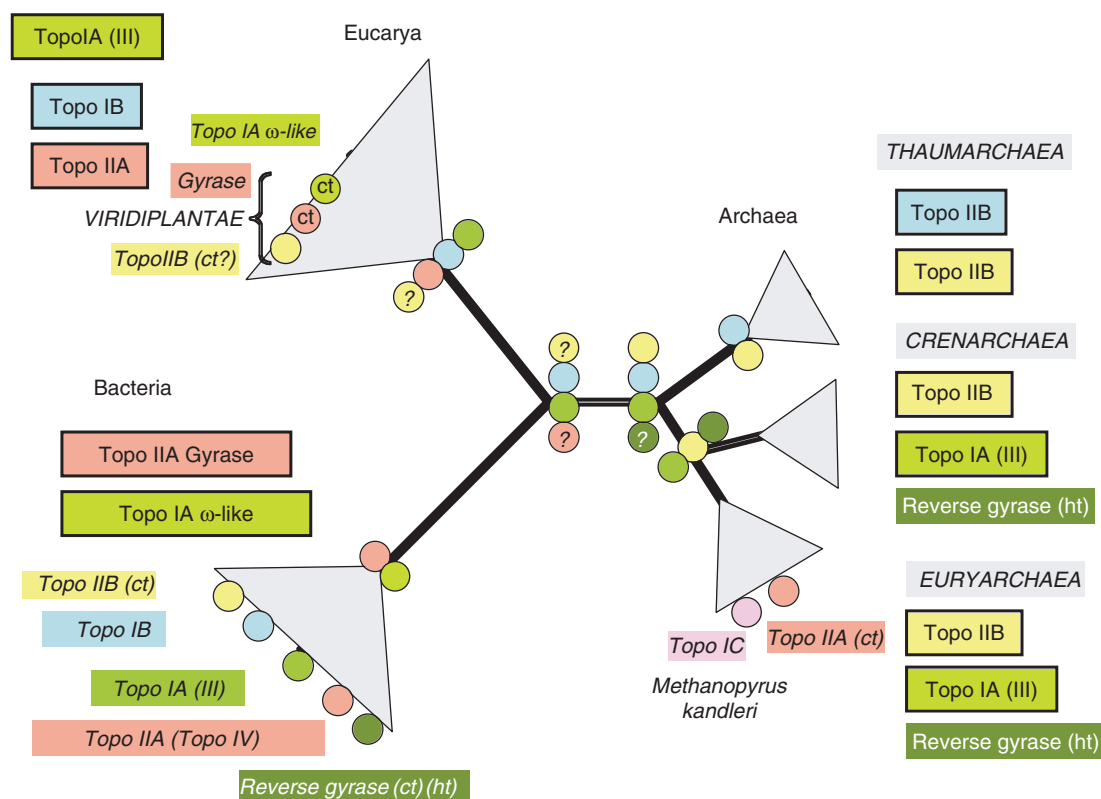 TopoIA (III)
Eucarya
Topo IB
Topo IA ω-like
Topo IIA
Gyrase
ct
VIRIDIPLANTAE
ct
TopoIIB (ct?)
?
Archaea
THAUMARCHAEA
Topo IIB
Topo IIB
CRENARCHAEA
Topo IIB
Topo IA (III)
Reverse gyrase (ht)
?
?
?
Bacteria
Topo IIA Gyrase
Topo IA ω-like
Topo IIB (ct)
Topo IB
Topo IA (III)
Topo IIA (Topo IV)
Reverse gyrase (ct) (ht)
Topo IC
Topo IIA (ct)
Methanopyrus
kandleri
EURYARCHAEA
Topo IIB
Topo IA (III)
Reverse gyrase (ht)